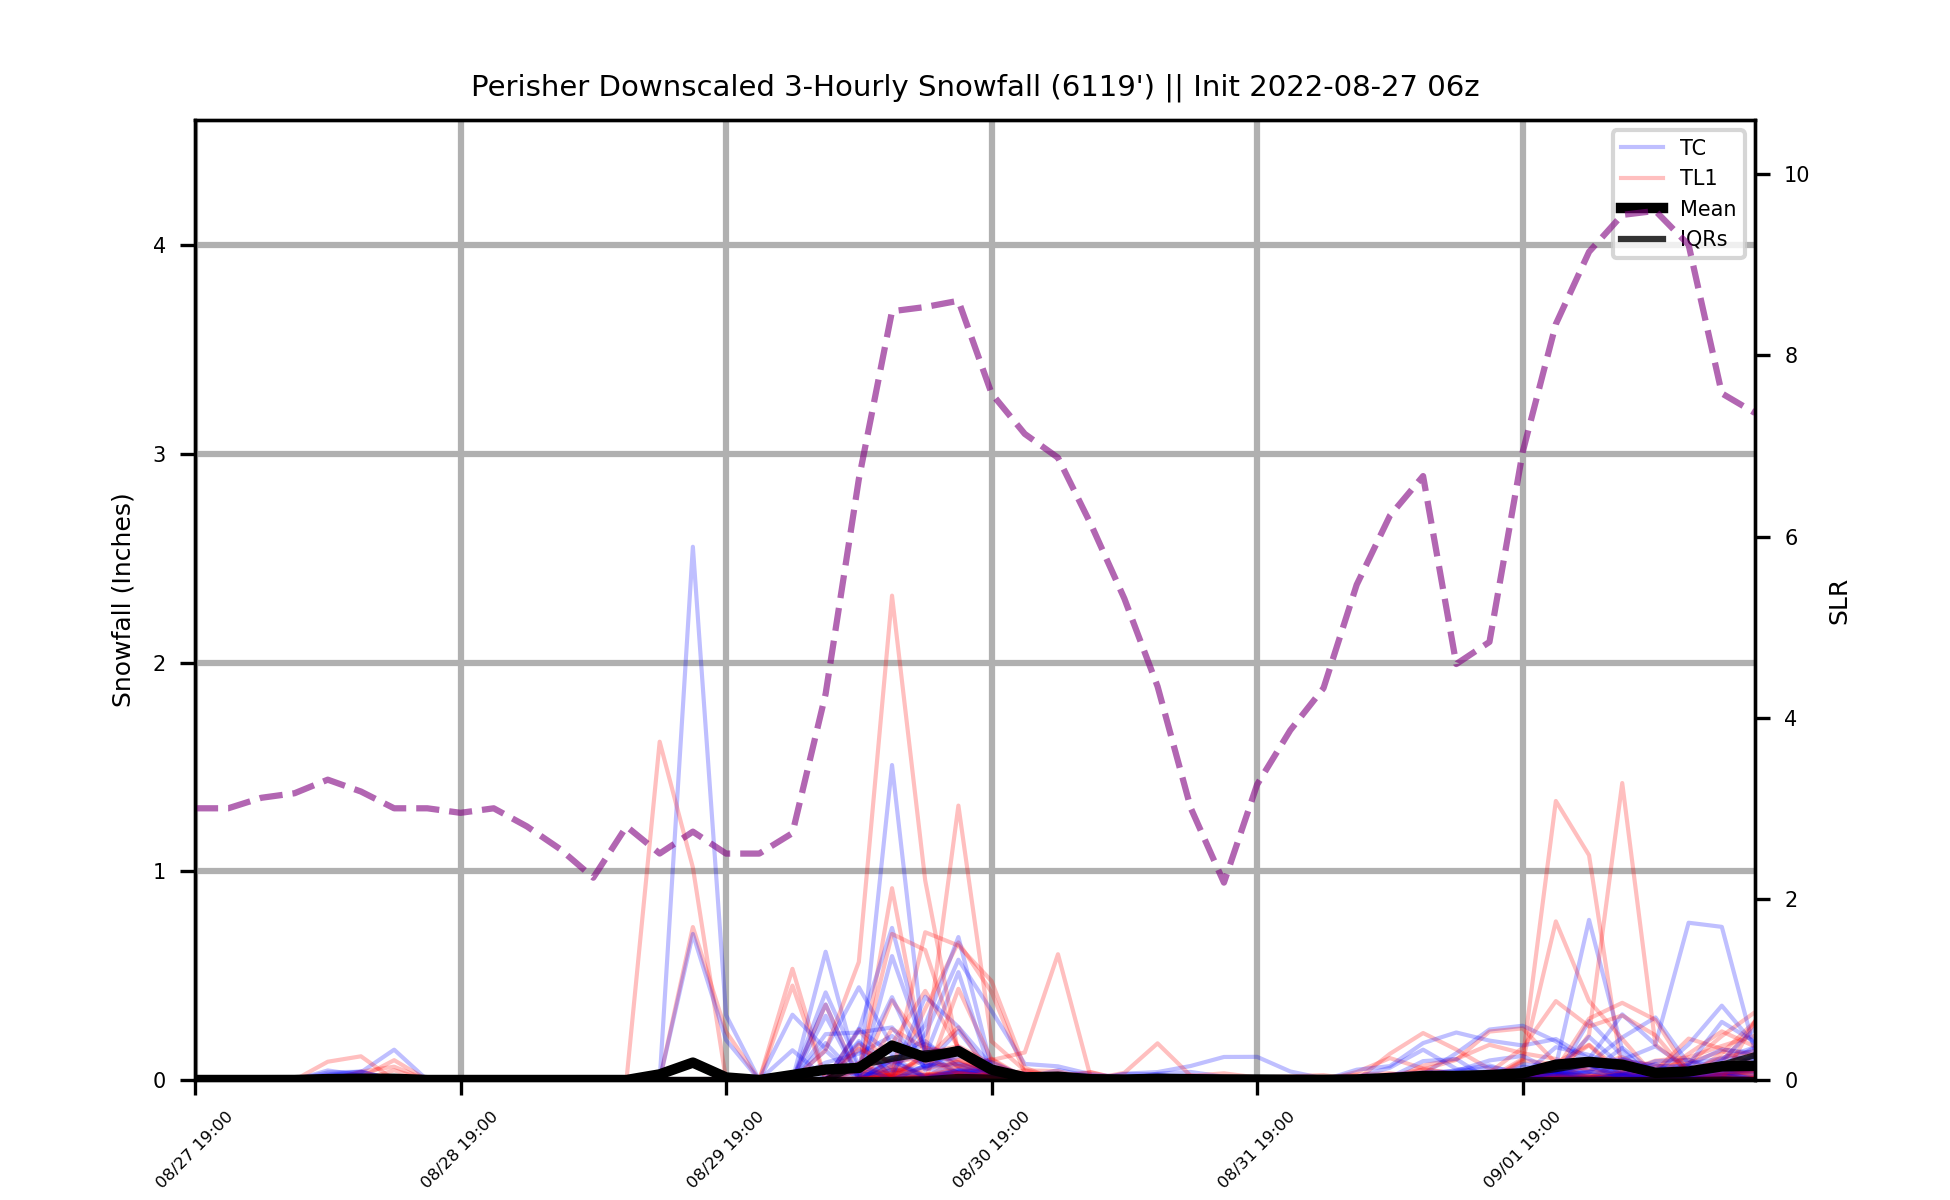 Perisher Downscaled 3-Hourly Snowfall (6119') || Init 2022-08-27 06z
TC
TL1
Mean
IQRs
Snowfall (Inches)
4
3
2
1
0
10
8
6
4
2
0
SLR
08/27 19:00
08/28 19:00
08/29 19:00
08/30 19:00
08/31 19:00
09/01 19:00